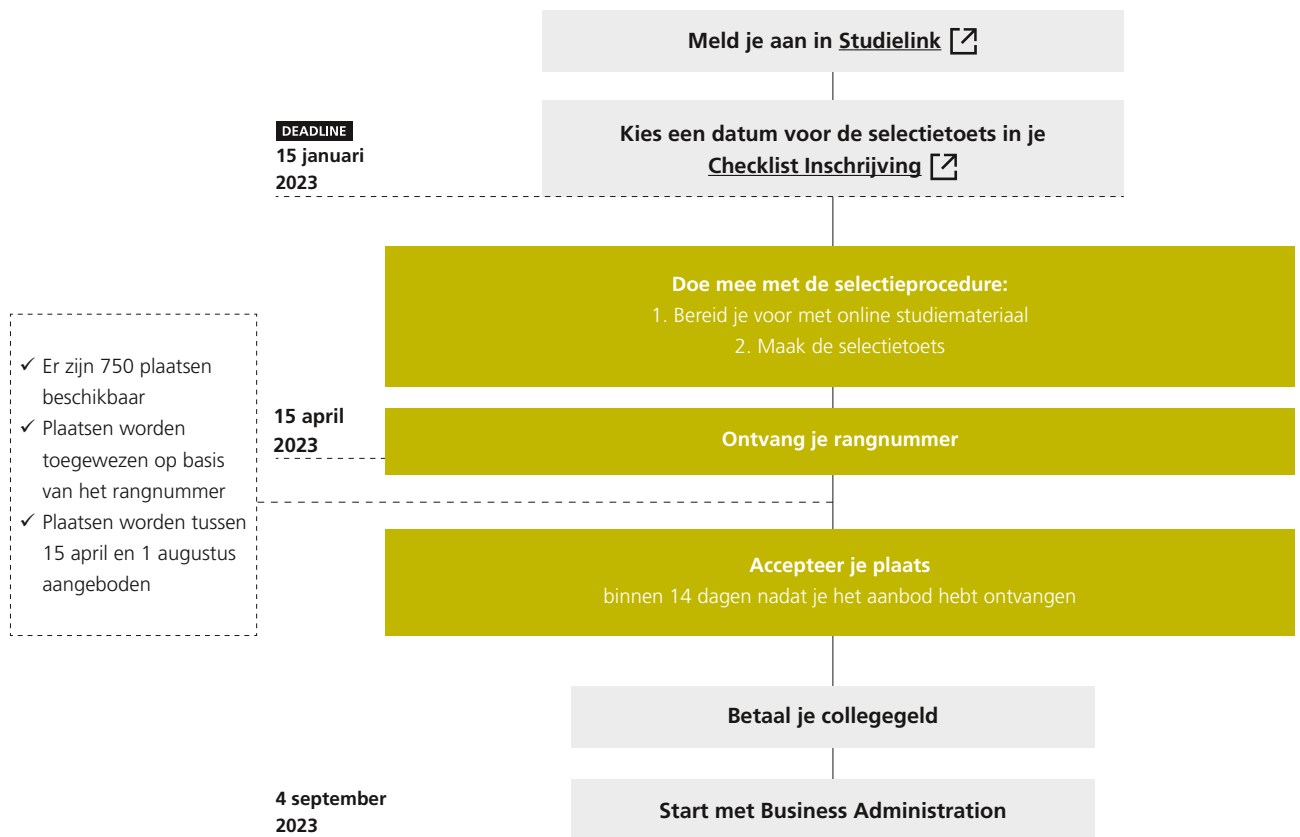 Meld je aan in Studielink
DEADLINE
15 januari
2023
Kies een datum voor de selectietoets in je
Checklist Inschrijving
Doe mee met de selectieprocedure:
1. Bereid je voor met online studiemateriaal
2. Maak de selectietoets
✓ Er zijn 750 plaatsen
beschikbaar
✓ Plaatsen worden
toegewezen op basis
van het rangnummer
✓ Plaatsen worden tussen
15 april en 1 augustus
aangeboden
15 april
2023
Ontvang je rangnummer
Accepteer je plaats
binnen 14 dagen nadat je het aanbod hebt ontvangen
Betaal je collegegeld
4 september
2023
Start met Business Administration